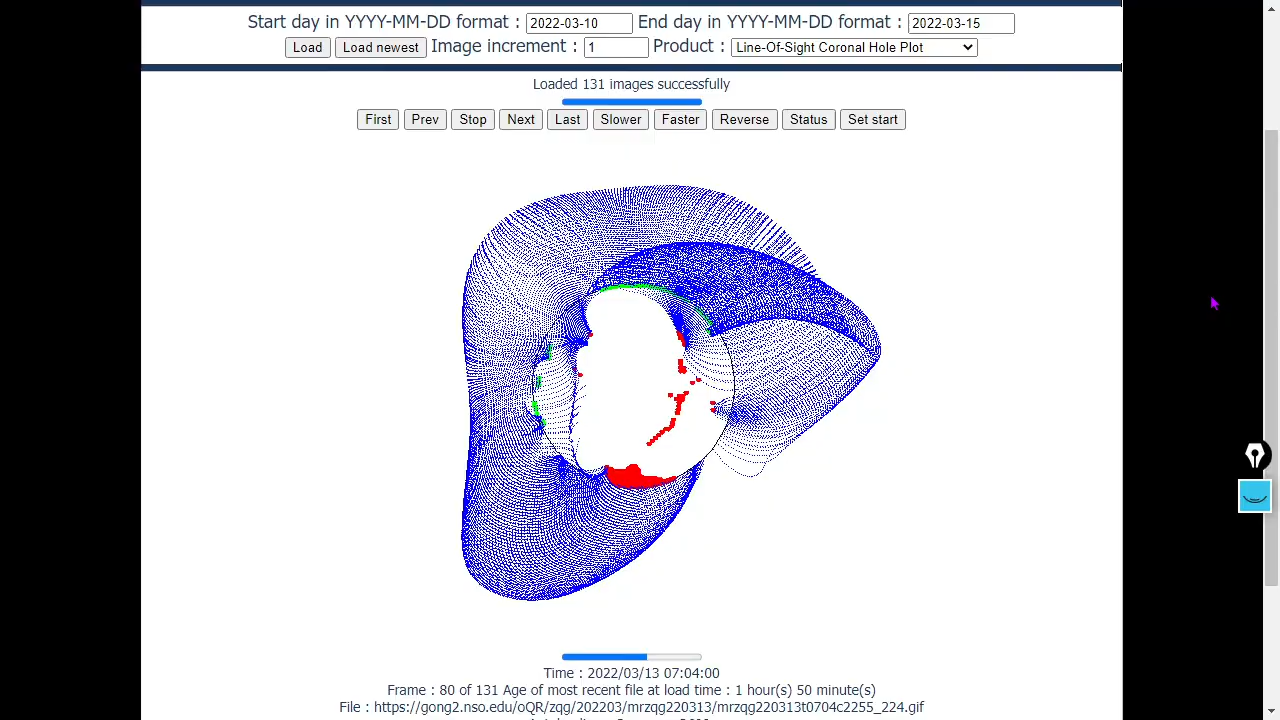 Start day in YYYY-MM-DD format : 2022-03-10 End day in YYYY-MM-DD format : 2022-03-15
Load Load newest Image increment : 1 Product : Line-Of-Sight Coronal Hole Plot
Loaded 131 images successfully
First Prev Stop Next Last Slower Faster Reverse Status Set start
Time : 2022/03/13 07:04:00
Frame : 80 of 131 Age of most recent file at load time : 1 hour(s) 50 minute(s)
File : https://gong2.nso.edu/oQR/zqg/202203/mrzqg220313/mrzqg220313t0704c2255_224.gif